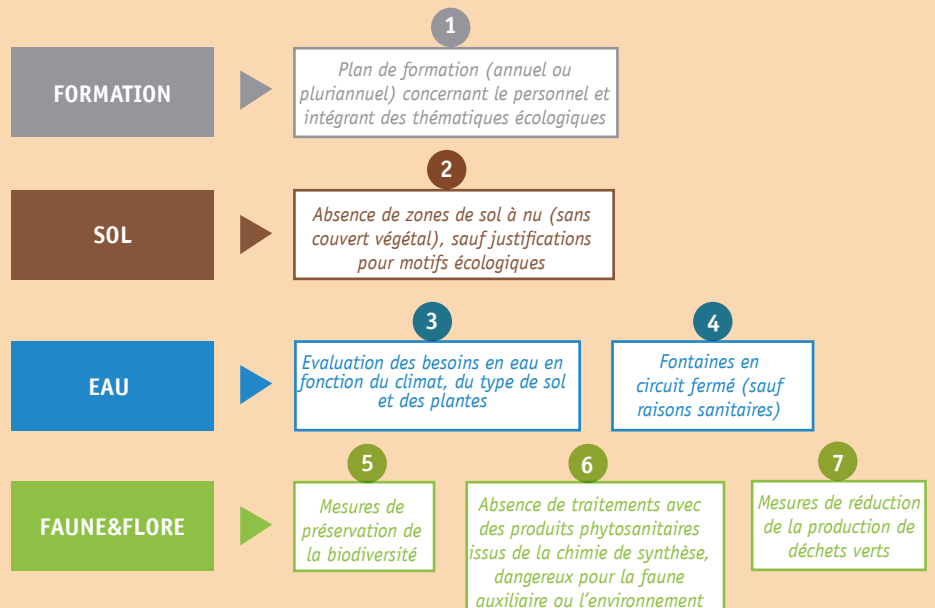 1
FORMATION
Plan de formation (annuel ou
pluriannuel) concernant le personnel et
intégrant des thématiques écologiques
2
SOL
Absence de zones de sol à nu (sans
couvert végétal), sauf justifications
pour motifs écologiques
3
EAU
Evaluation des besoins en eau en
fonction du climat, du type de sol
et des plantes
4
Fontaines en
circuit fermé (sauf
raisons sanitaires)
5
FAUNE&FLORE
Mesures de
préservation de
la biodiversité
6
Absence de traitements avec
des produits phytosanitaires
issus de la chimie de synthèse,
dangereux pour la faune
auxiliaire ou l'environnement
7
Mesures de réduction
de la production de
déchets verts